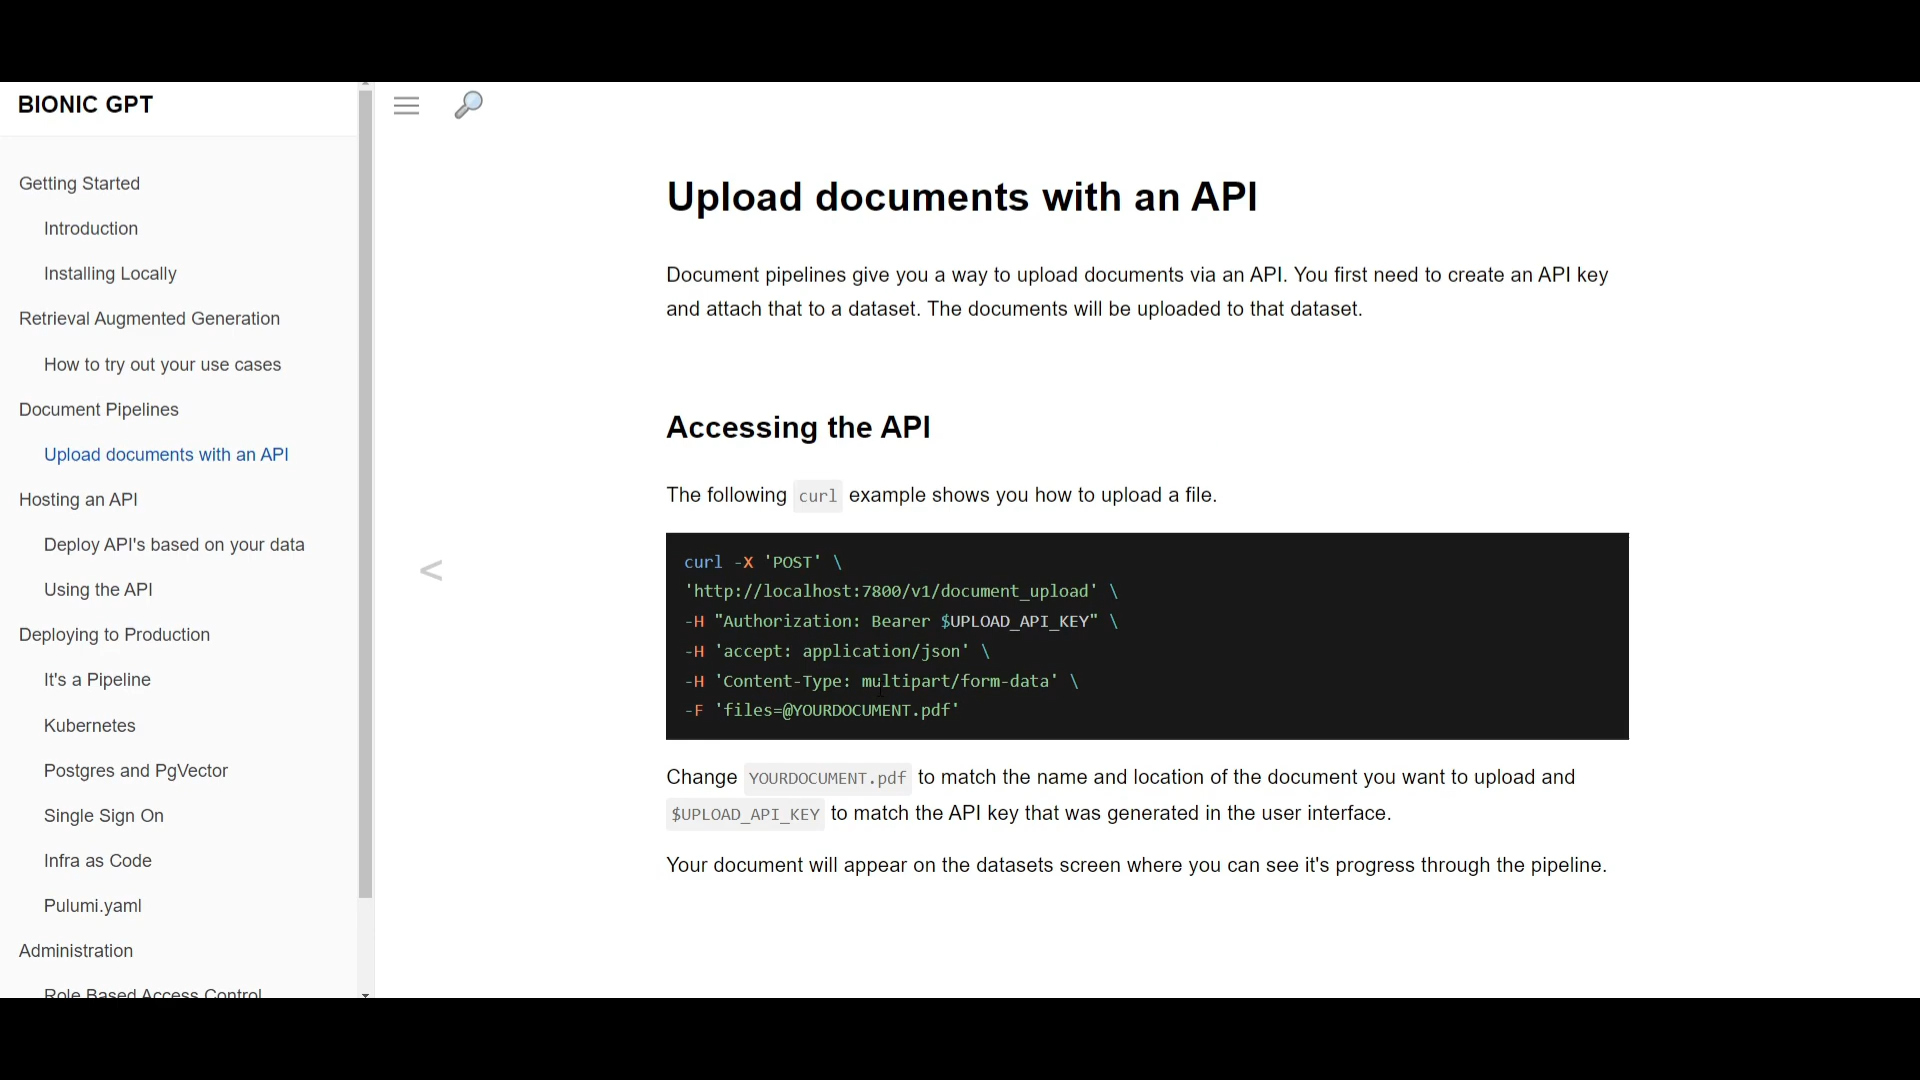 BIONIC GPT
Getting Started
Introduction
Installing Locally
Retrieval Augmented Generation
How to try out your use cases
Document Pipelines
Upload documents with an API
Hosting an API
Deploy API's based on your data
Using the API
Deploying to Production
It's a Pipeline
Kubernetes
Postgres and PgVector
Single Sign On
Infra as Code
Pulumi.yaml
Administration
Role Based Access Control
<
Upload documents with an API
Document pipelines give you a way to upload documents via an API. You first need to create an API key
and attach that to a dataset. The documents will be uploaded to that dataset.
Accessing the API
The following curl example shows you how to upload a file.
curl -X 'POST' \
'http://localhost:7800/v1/document_upload' \
-H "Authorization: Bearer $UPLOAD_API_KEY" \
-H 'accept: application/json' \
-H 'Content-Type: multipart/form-data' \
-F 'files=@YOURDOCUMENT.pdf'
Change YOURDOCUMENT.pdf to match the name and location of the document you want to upload and
$UPLOAD_API_KEY to match the API key that was generated in the user interface.
Your document will appear on the datasets screen where you can see it's progress through the pipeline.